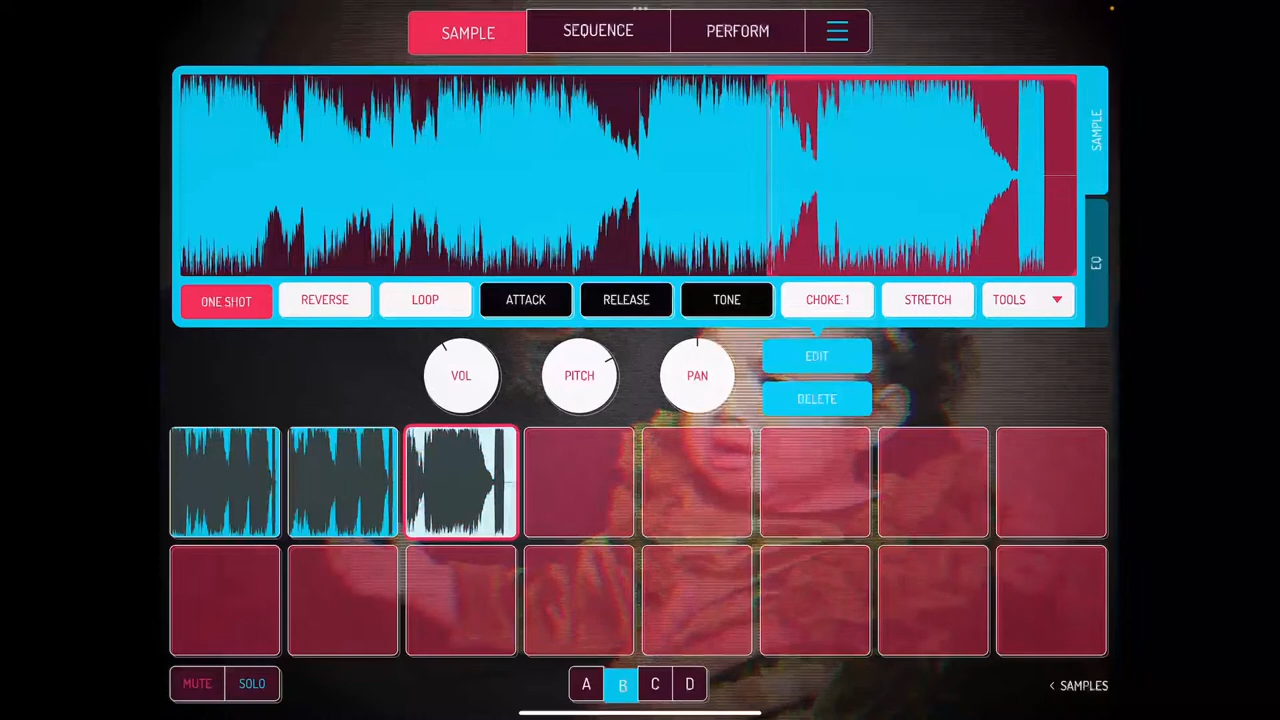 SAMPLE SEQUENCE PERFORM
SAMPLE
EQ
ONE SHOT REVERSE LOOP ATTACK RELEASE TONE CHOKE: 1 STRETCH TOOLS
VOL PITCH PAN
EDIT
DELETE
MUTE SOLO A B C D < SAMPLES